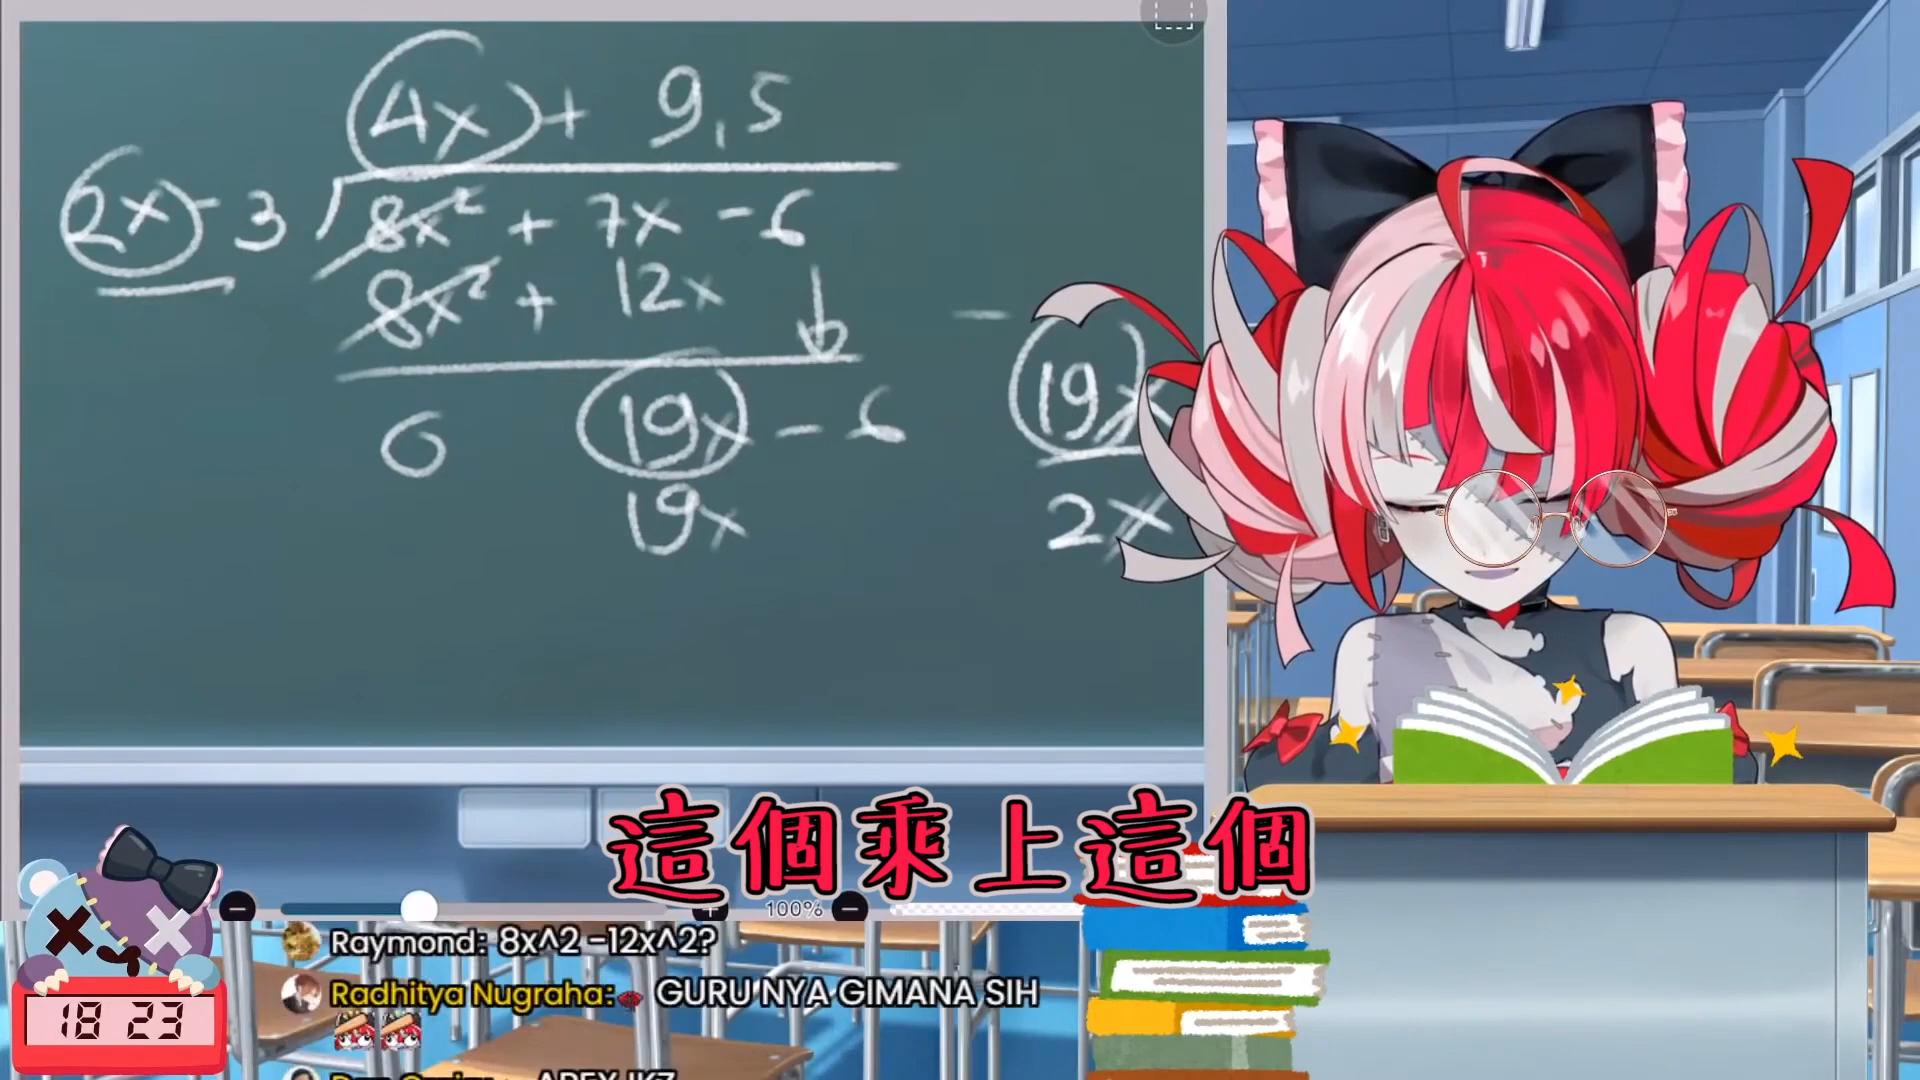 4x + 9,5
2x - 3 8x² + 7x - 6
8x² + 12x
0 19x - 6
19x
19x
2x
這個乘上這個
100%
Raymond: 8x^2 -12x^2?
Radhitya Nugraha: GURU NYA GIMANA SIH
18 23